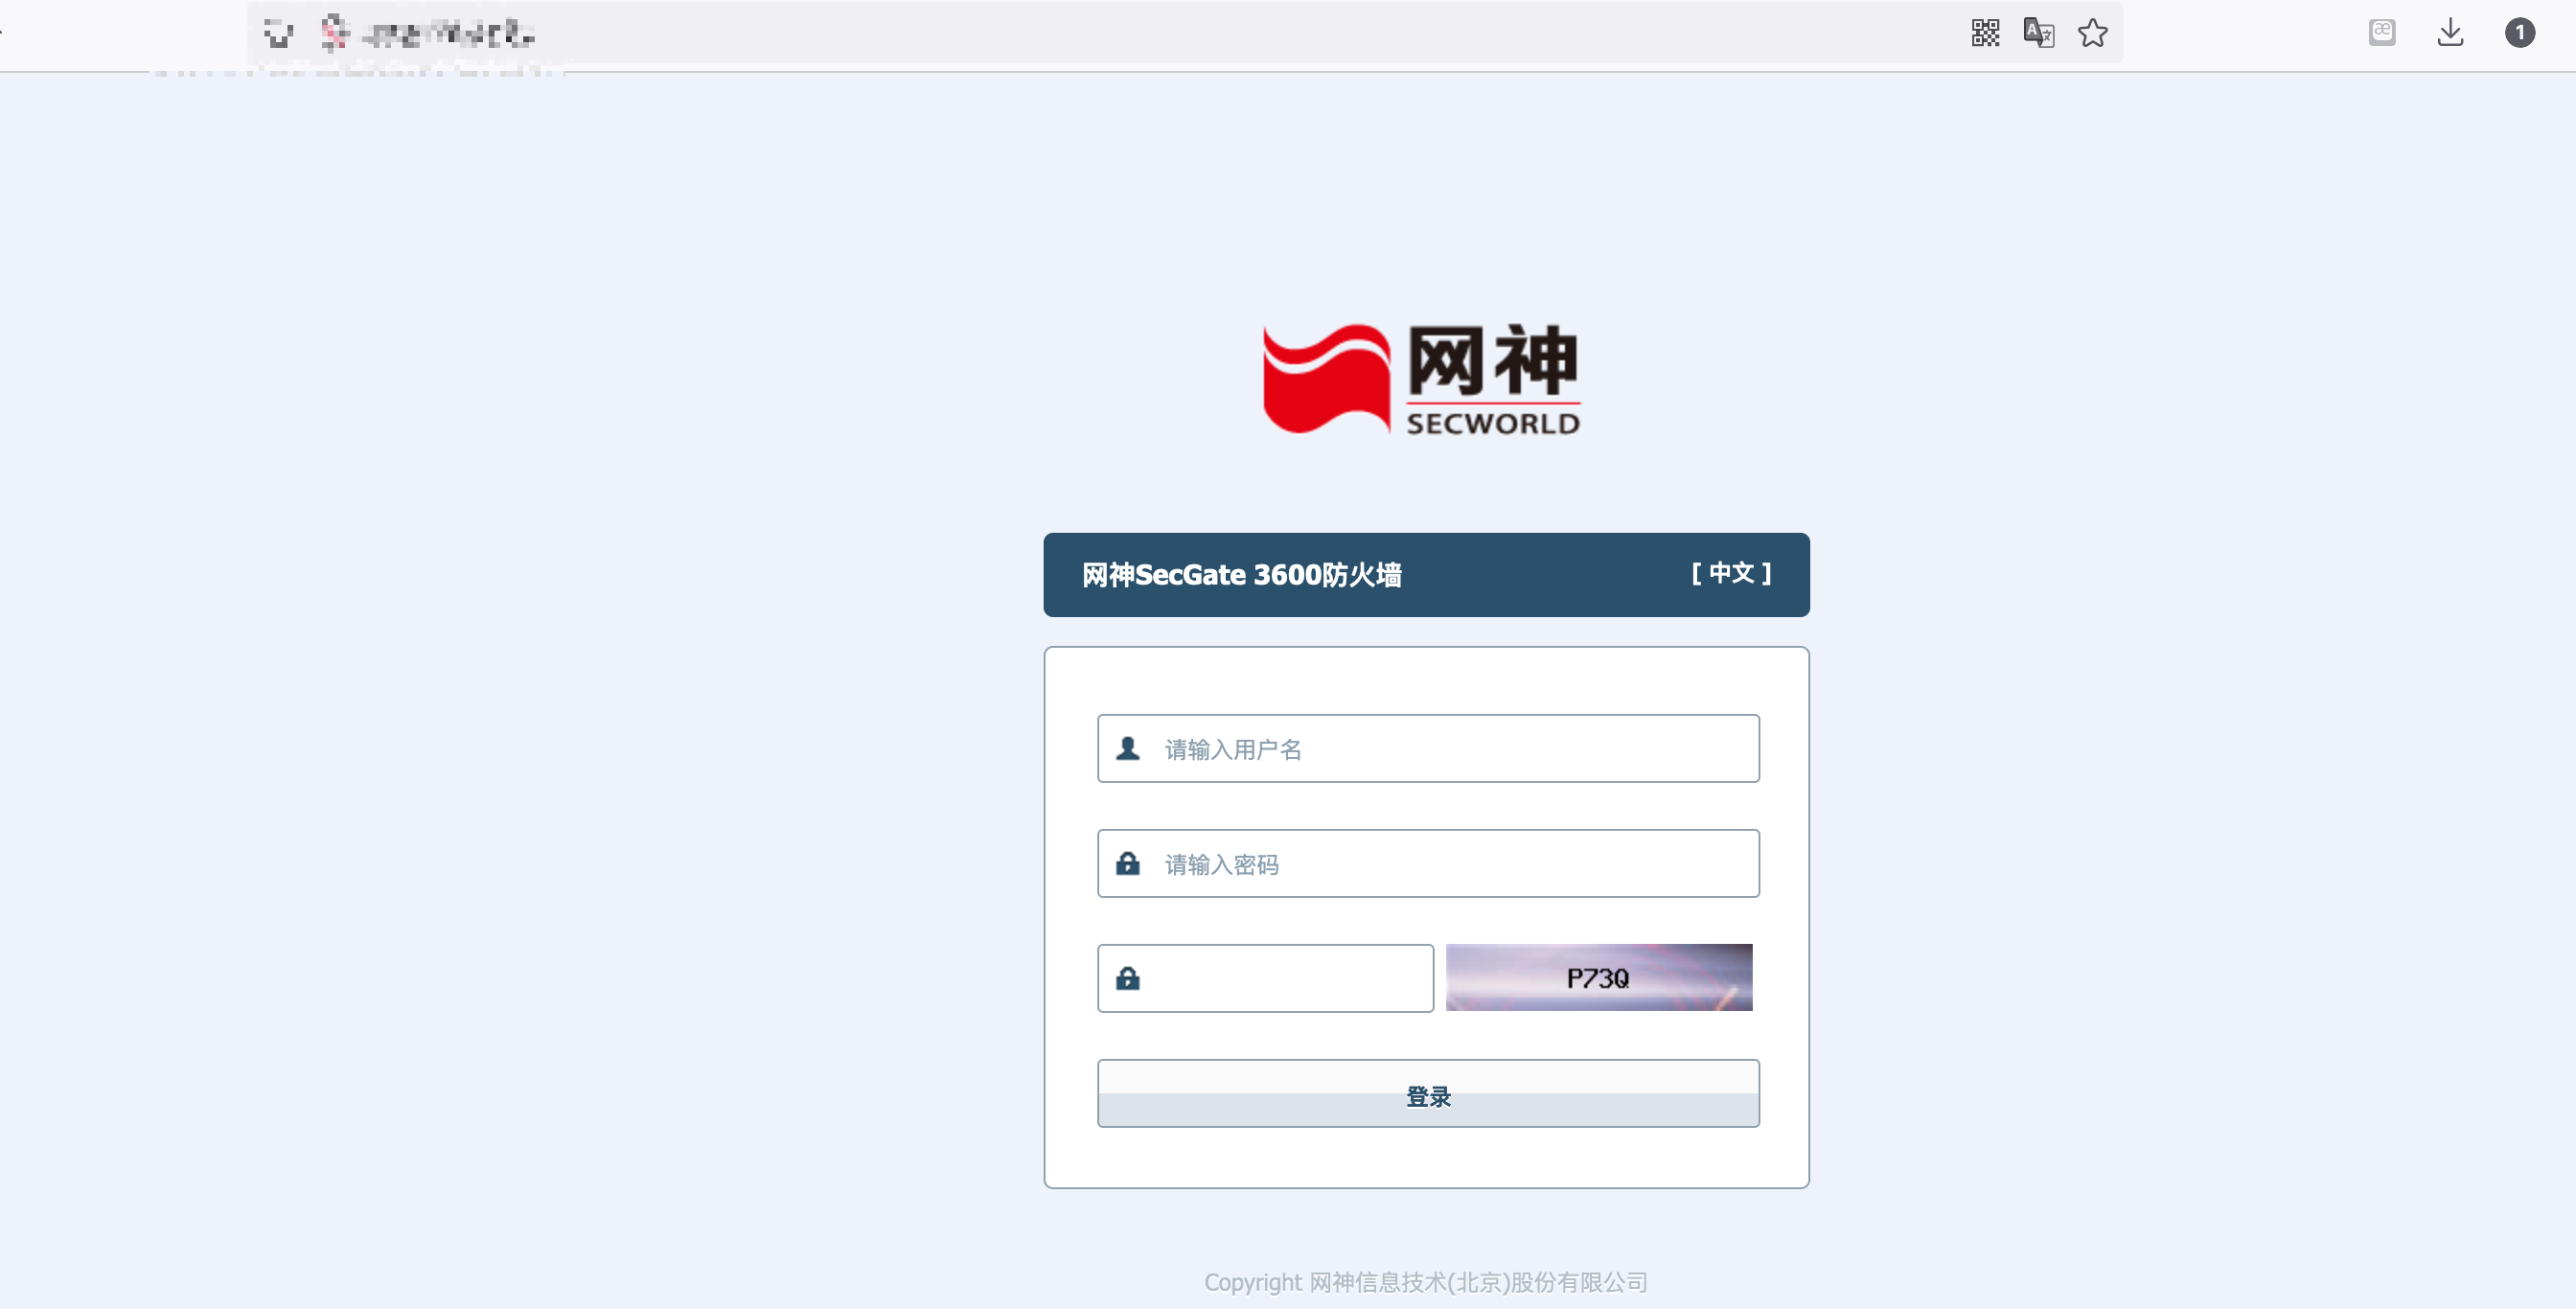 1
网神
SECWORLD
网神SecGate 3600防火墙
[ 中文 ]
请输入用户名
请输入密码
P73Q
登录
Copyright 网神信息技术(北京)股份有限公司